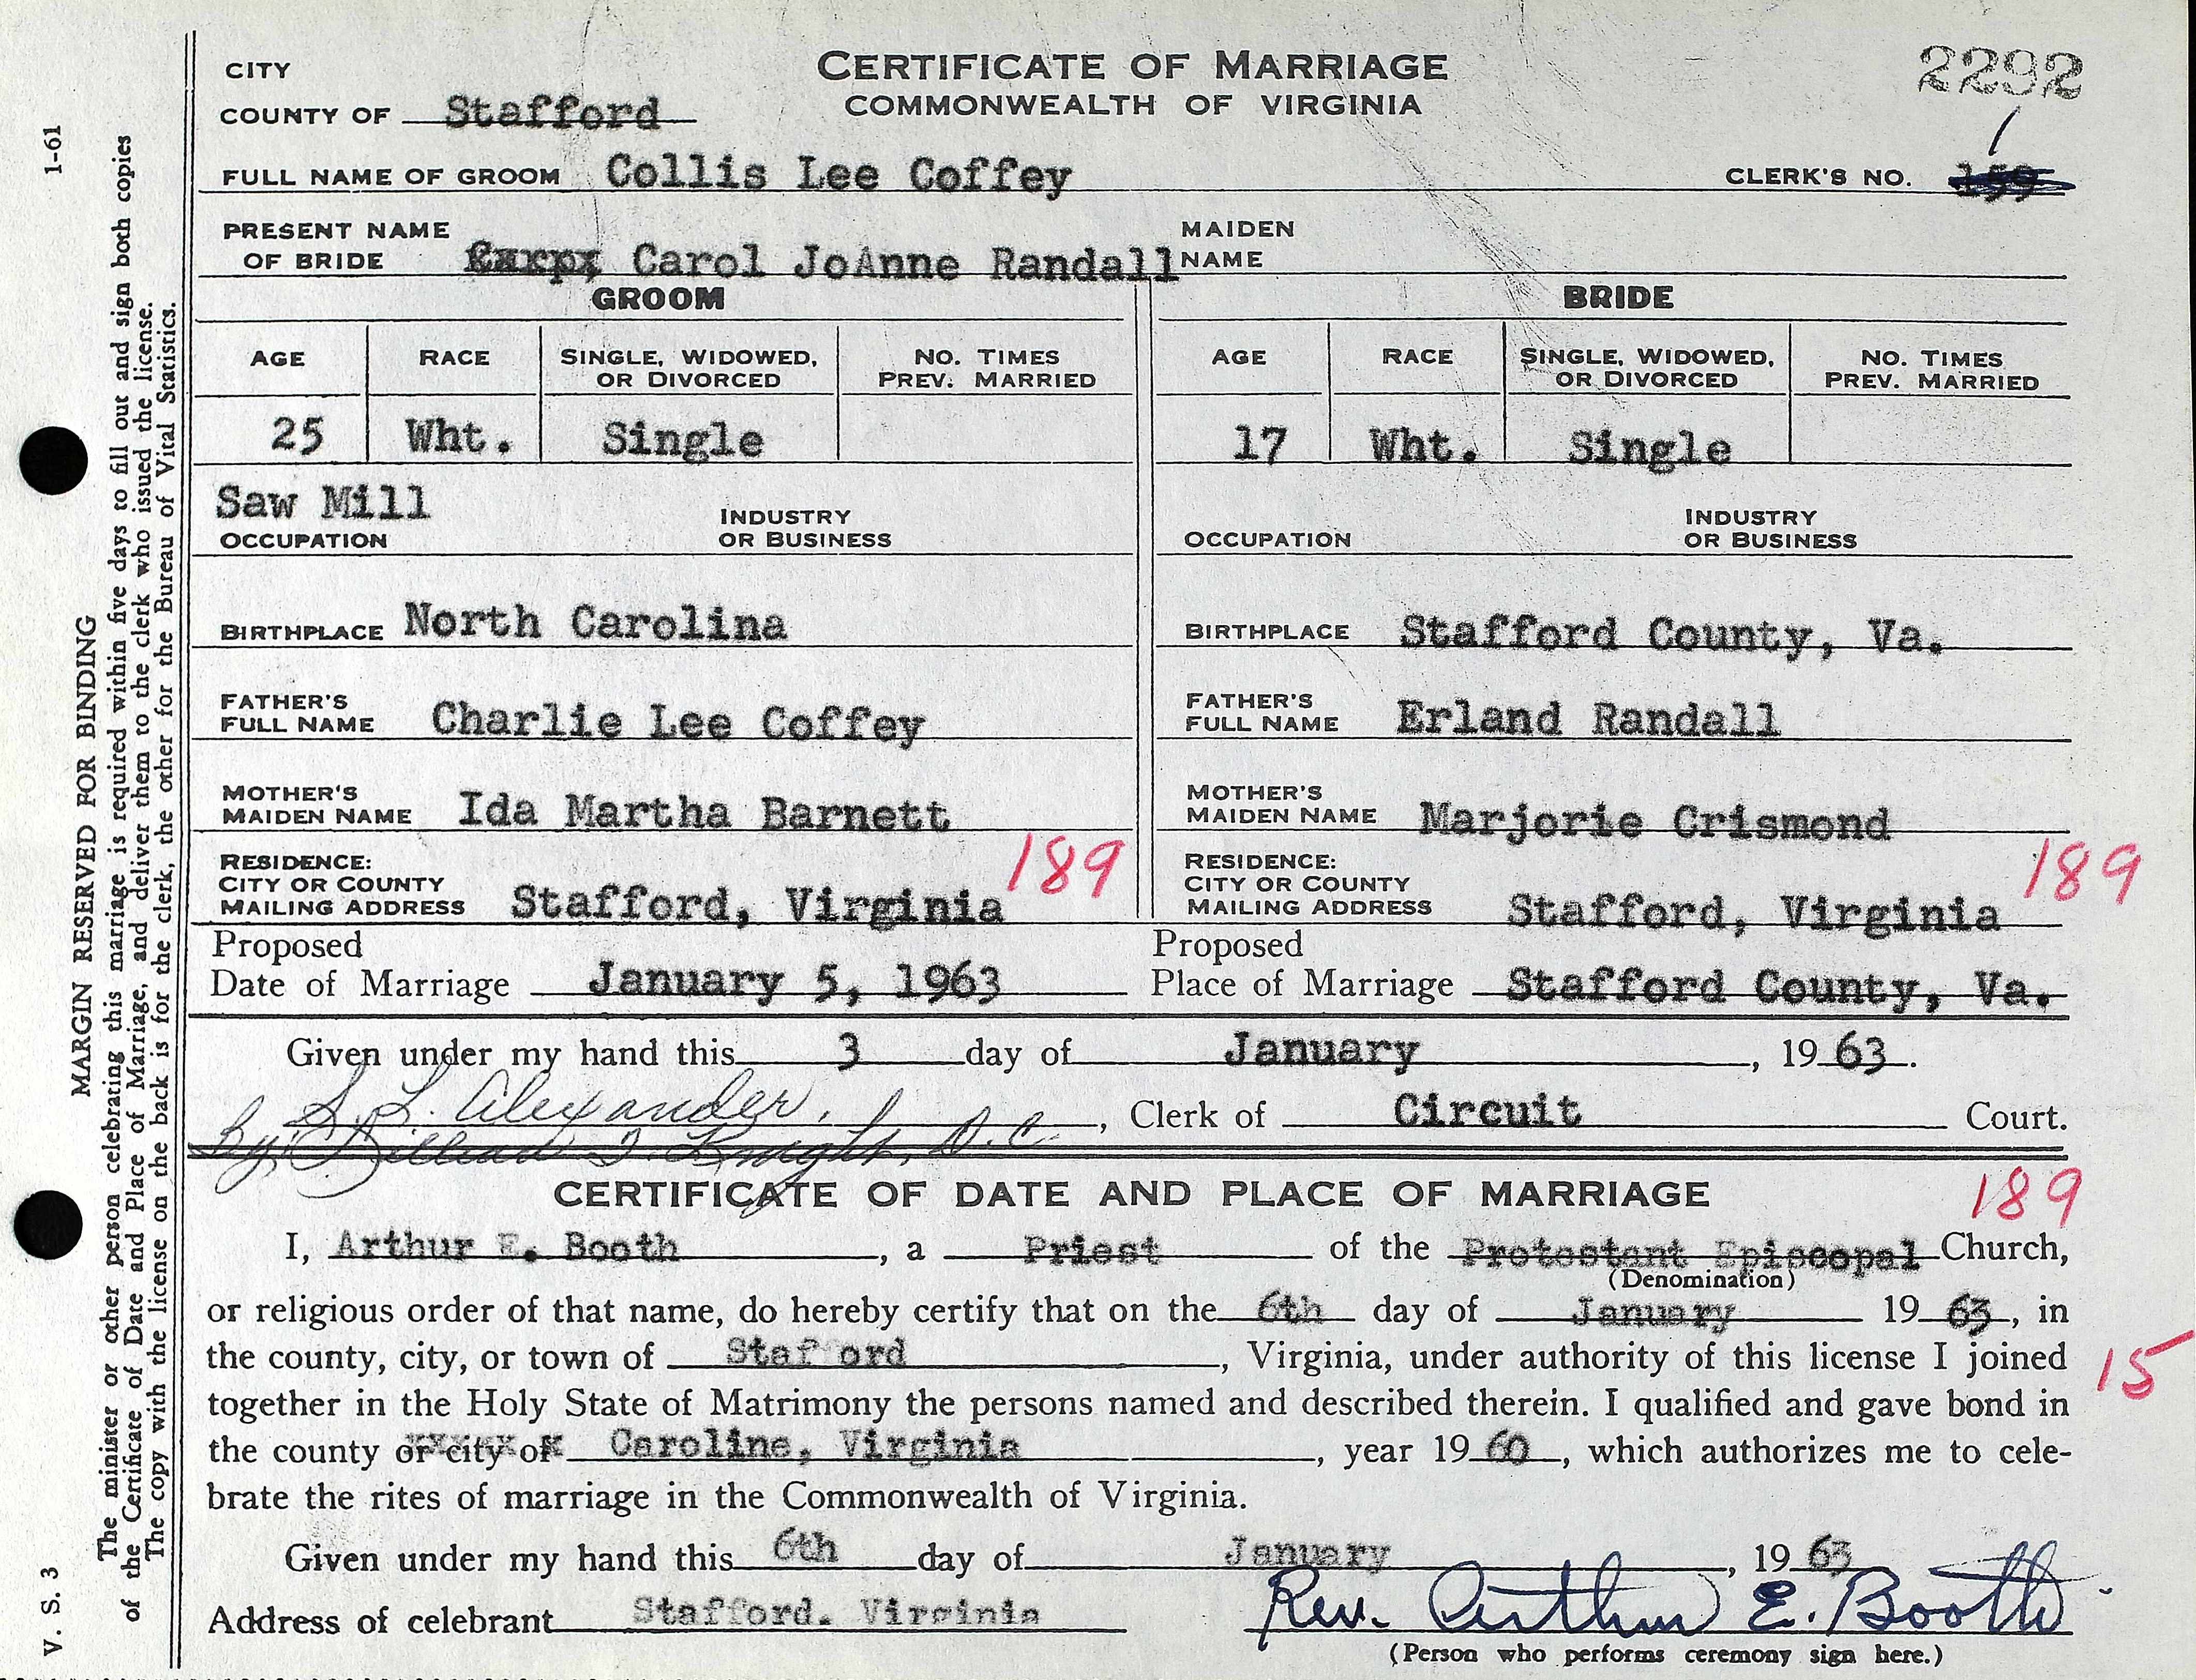 CERTIFICATE OF MARRIAGE
COMMONWEALTH OF VIRGINIA
2292
CITY
COUNTY OF Stafford
FULL NAME OF GROOM Collis Lee Coffey CLERK'S NO. 159 1
PRESENT NAME OF BRIDE Carol JoAnne Randall MAIDEN NAME
GROOM BRIDE
AGE RACE SINGLE, WIDOWED, OR DIVORCED NO. TIMES PREV. MARRIED AGE RACE SINGLE, WIDOWED, OR DIVORCED NO. TIMES PREV. MARRIED
25 Wht. Single 17 Wht. Single
Saw Mill
OCCUPATION INDUSTRY OR BUSINESS OCCUPATION INDUSTRY OR BUSINESS
BIRTHPLACE North Carolina BIRTHPLACE Stafford County, Va.
FATHER'S FULL NAME Charlie Lee Coffey FATHER'S FULL NAME Erland Randall
MOTHER'S MAIDEN NAME Ida Martha Barnett MOTHER'S MAIDEN NAME Marjorie Crismond
RESIDENCE: CITY OR COUNTY MAILING ADDRESS Stafford, Virginia 189 RESIDENCE: CITY OR COUNTY MAILING ADDRESS Stafford, Virginia 189
Proposed Date of Marriage January 5, 1963 Proposed Place of Marriage Stafford County, Va.
Given under my hand this 3 day of January, 1963.
S. L. Alexander, Clerk of Circuit Court.
by: T. Knight, D.C.
CERTIFICATE OF DATE AND PLACE OF MARRIAGE 189
I, Arthur E. Booth, a Priest of the Protestant Episcopal Church,
(Denomination)
or religious order of that name, do hereby certify that on the 6th day of January 1963, in
the county, city, or town of Staf ord, Virginia, under authority of this license I joined 15
together in the Holy State of Matrimony the persons named and described therein. I qualified and gave bond in
the county or city of Caroline, Virginia, year 1960, which authorizes me to cele-
brate the rites of marriage in the Commonwealth of Virginia.
Given under my hand this 6th day of January, 1963
Address of celebrant Stafford. Virginia Rev. Arthur E. Booth
(Person who performs ceremony sign here.)
V. S. 3 1-61
MARGIN RESERVED FOR BINDING
The minister or other person celebrating this marriage is required within five days to fill out and sign both copies
of the Certificate of Date and Place of Marriage, and deliver them to the clerk who issued the license.
The copy with the license on the back is for the clerk, the other for the Bureau of Vital Statistics.